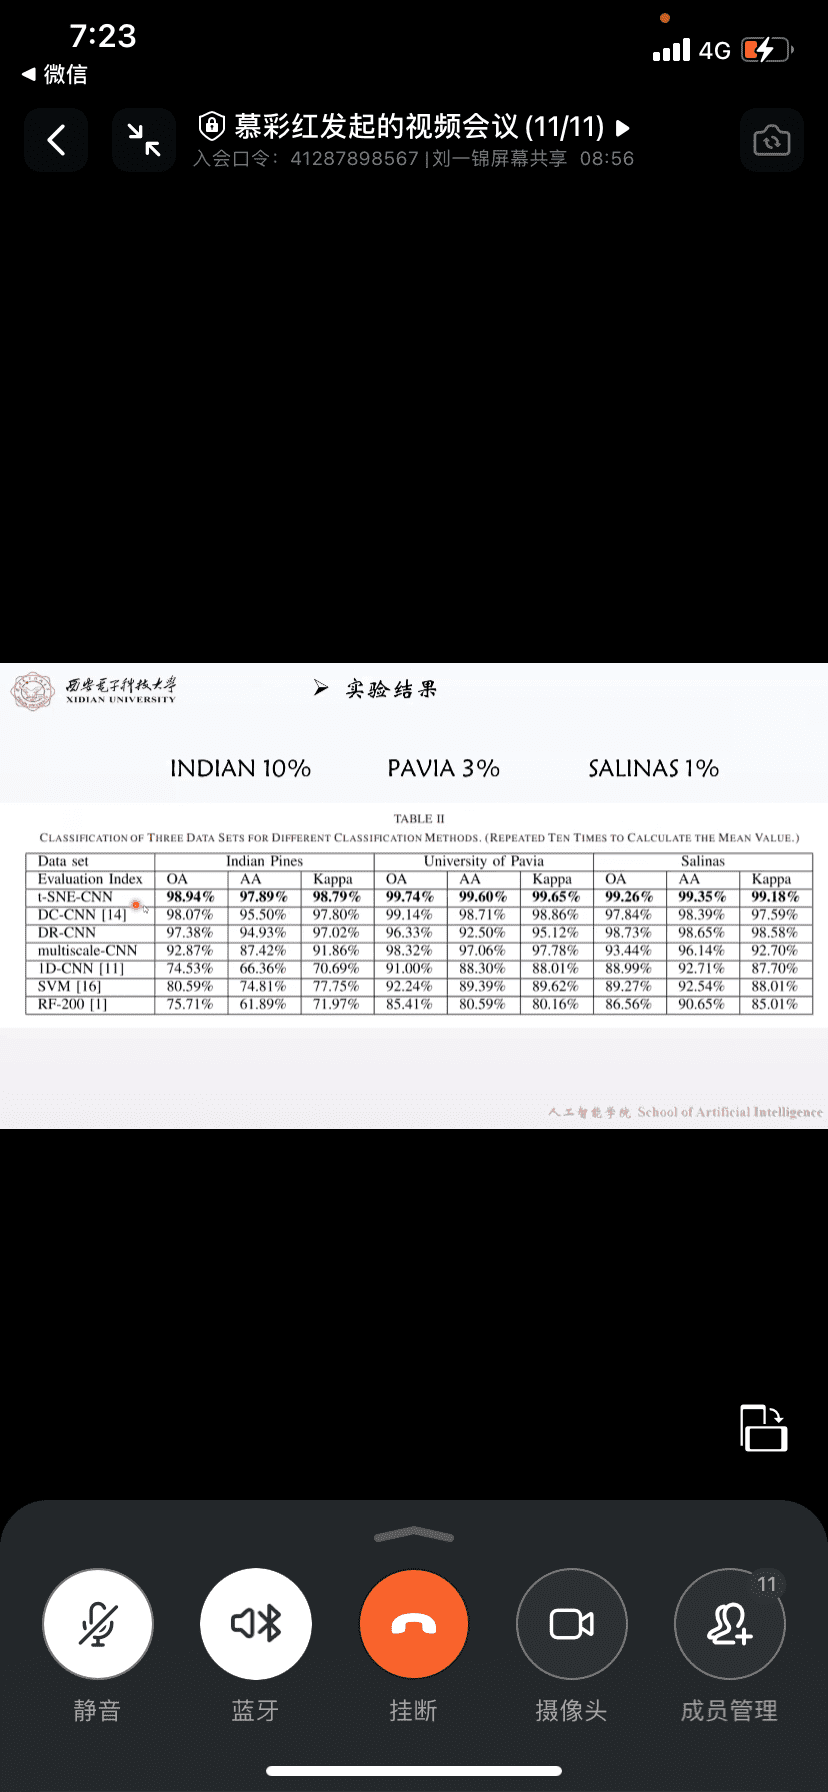 7:23
4G
微信
慕彩红发起的视频会议 (11/11)
入会口令: 41287898567 | 刘一锦屏幕共享 08:56
西安电子科技大学
XIDIAN UNIVERSITY
实验结果
INDIAN 10% PAVIA 3% SALINAS 1%
TABLE II
CLASSIFICATION OF THREE DATA SETS FOR DIFFERENT CLASSIFICATION METHODS. (REPEATED TEN TIMES TO CALCULATE THE MEAN VALUE.)
Data set Indian Pines University of Pavia Salinas
Evaluation Index OA AA Kappa OA AA Kappa OA AA Kappa
t-SNE-CNN 98.94% 97.89% 98.79% 99.74% 99.60% 99.65% 99.26% 99.35% 99.18%
DC-CNN [14] 98.07% 95.50% 97.80% 99.14% 98.71% 98.86% 97.84% 98.39% 97.59%
DR-CNN 97.38% 94.93% 97.02% 96.33% 92.50% 95.12% 98.73% 98.65% 98.58%
multiscale-CNN 92.87% 87.42% 91.86% 98.32% 97.06% 97.78% 93.44% 96.14% 92.70%
1D-CNN [11] 74.53% 66.36% 70.69% 91.00% 88.30% 88.01% 88.99% 92.71% 87.70%
SVM [16] 80.59% 74.81% 77.75% 92.24% 89.39% 89.62% 89.27% 92.54% 88.01%
RF-200 [1] 75.71% 61.89% 71.97% 85.41% 80.59% 80.16% 86.56% 90.65% 85.01%
人工智能学院 School of Artificial Intelligence
11
静音 蓝牙 挂断 摄像头 成员管理